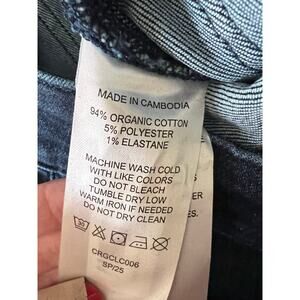 MADE IN CAMBODIA
94% ORGANIC COTTON
5% POLYESTER
1% ELASTANE
MACHINE WASH COLD
WITH LIKE COLORS
DO NOT BLEACH
TUMBLE DRY LOW
WARM IRON IF NEEDED
DO NOT DRY CLEAN
CRGCLC006
SP/25